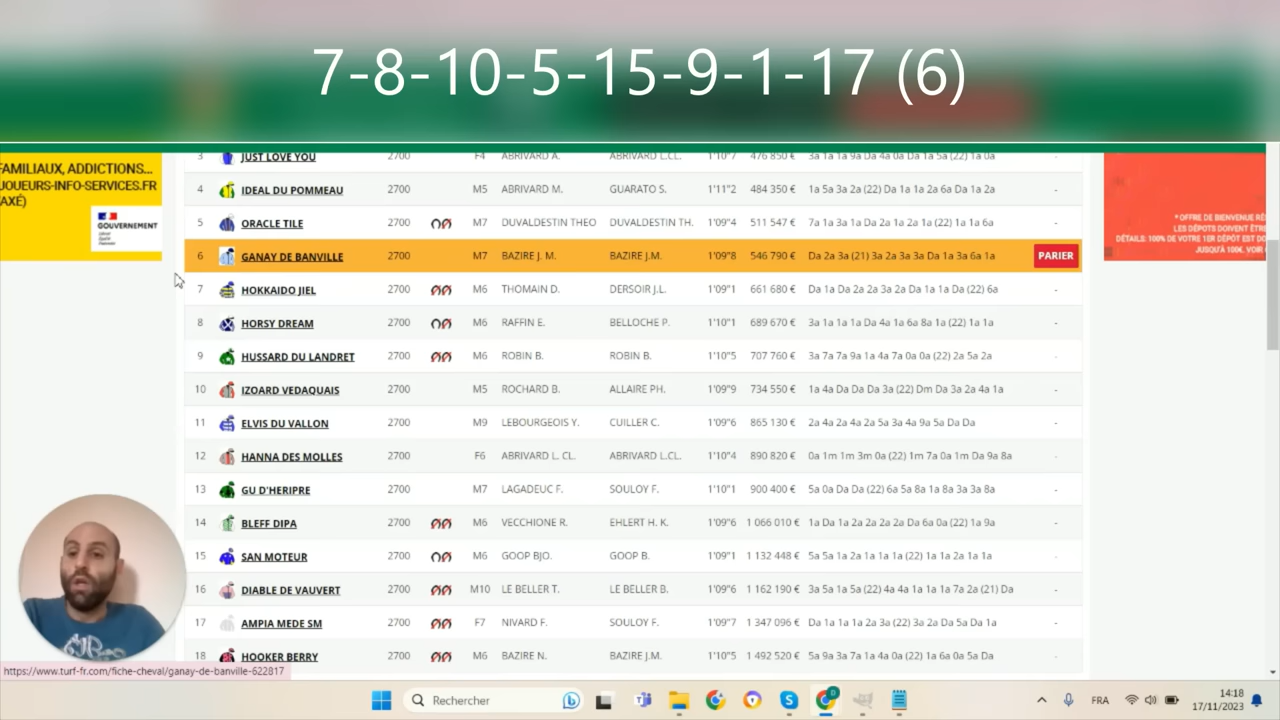 7-8-10-5-15-9-1-17 (6)
FAMILIAUX, ADDICTIONS...
JOUEURS-INFO-SERVICES.FR
AXÉ)
GOUVERNEMENT
* OFFRE DE BIENVENUE RÉ
LES DÉPOTS DOIVENT ÊTRE
DÉTAILS: 100% DE VOTRE 1ER DÉPÔT EST DO
JUSQU'À 100€. VOIR
3 JUST LOVE YOU 2700 F4 ABRIVARD A. ABRIVARD L.CL. 1'10"7 476 850 € 3a 1a 1a 9a Da 4a 0a Da 1a 5a (22) 1a 0a
4 IDEAL DU POMMEAU 2700 M5 ABRIVARD M. GUARATO S. 1'11"2 484 350 € 1a 5a 3a 2a (22) Da 1a 1a 2a 6a Da 1a 2a -
5 ORACLE TILE 2700 M7 DUVALDESTIN THEO DUVALDESTIN TH. 1'09"4 511 547 € 7a 1a 3a 1a Da 2a 1a 2a 1a (22) 1a 1a 6a -
6 GANAY DE BANVILLE 2700 M7 BAZIRE J. M. BAZIRE J.M. 1'09"8 546 790 € Da 2a 3a (21) 3a 2a 3a 3a Da 1a 3a 6a 1a PARIER
7 HOKKAIDO JIEL 2700 M6 THOMAIN D. DERSOIR J.L. 1'09"1 661 680 € Da 1a Da 2a 2a 3a 2a Da 1a 1a Da (22) 6a -
8 HORSY DREAM 2700 M6 RAFFIN E. BELLOCHE P. 1'10"1 689 670 € 3a 1a 1a 1a Da 4a 1a 6a 8a 1a (22) 1a 1a -
9 HUSSARD DU LANDRET 2700 M6 ROBIN B. ROBIN B. 1'10"5 707 760 € 3a 7a 7a 9a 1a 4a 7a 0a 0a (22) 2a 5a 2a -
10 IZOARD VEDAQUAIS 2700 M5 ROCHARD B. ALLAIRE PH. 1'09"9 734 550 € 1a 4a Da Da Da 3a (22) Dm Da 3a 2a 4a 1a -
11 ELVIS DU VALLON 2700 M9 LEBOURGEOIS Y. CUILLER C. 1'09"6 865 130 € 2a 4a 2a 4a 2a 5a 3a 4a 9a 5a Da Da -
12 HANNA DES MOLLES 2700 F6 ABRIVARD L. CL. ABRIVARD L.CL. 1'10"4 890 820 € 0a 1m 1m 3m 0a (22) 1m 7a 0a 1m Da 9a 8a -
13 GU D'HERIPRE 2700 M7 LAGADEUC F. SOULOY F. 1'10"1 900 400 € 5a 0a Da Da (22) 6a 5a 8a 1a 8a 3a 3a 8a -
14 BLEFF DIPA 2700 M6 VECCHIONE R. EHLERT H. K. 1'09"6 1 066 010 € 1a Da 1a 2a 2a 2a 2a Da 6a 0a (22) 1a 9a -
15 SAN MOTEUR 2700 M6 GOOP BJO. GOOP B. 1'09"1 1 132 448 € 5a 5a 1a 2a 1a 1a 1a (22) 1a 1a 2a 1a 1a -
16 DIABLE DE VAUVERT 2700 M10 LE BELLER T. LE BELLER B. 1'09"6 1 162 190 € 3a 5a 1a 5a (22) 4a 4a 1a 1a 1a 7a 2a (21) Da -
17 AMPIA MEDE SM 2700 F7 NIVARD F. SOULOY F. 1'09"7 1 347 096 € Da 1a 1a 1a 2a 3a (22) 3a 2a Da 5a Da 1a -
18 HOOKER BERRY 2700 M6 BAZIRE N. BAZIRE J.M. 1'10"5 1 492 520 € 5a 9a 3a 7a 1a 4a 0a (22) 1a 6a 0a 5a Da -
https://www.turf-fr.com/fiche-cheval/ganay-de-banville-622817
Rechercher
FRA
14:18
17/11/2023